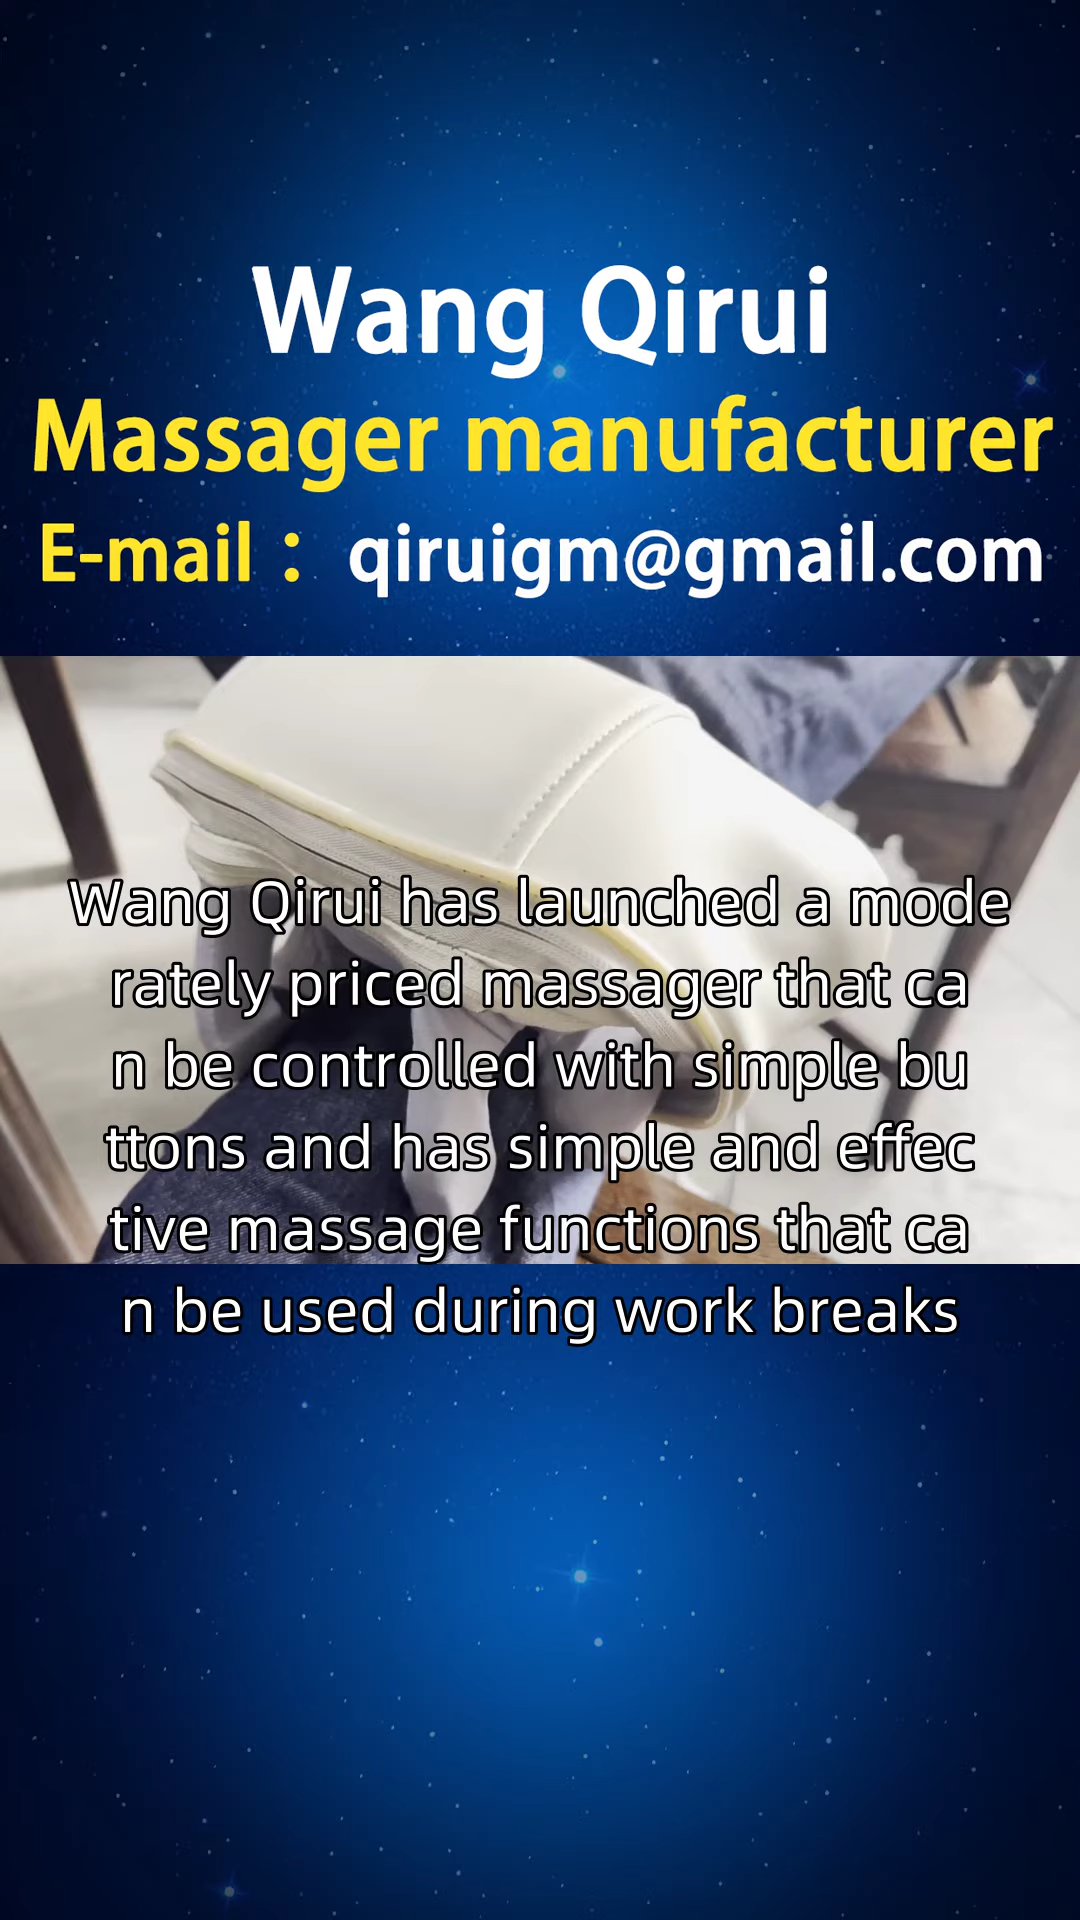 Wang Qirui
Massager manufacturer
E-mail： qiruigm@gmail.com
Wang Qirui has launched a mode
rately priced massager that ca
n be controlled with simple bu
ttons and has simple and effec
tive massage functions that ca
n be used during work breaks